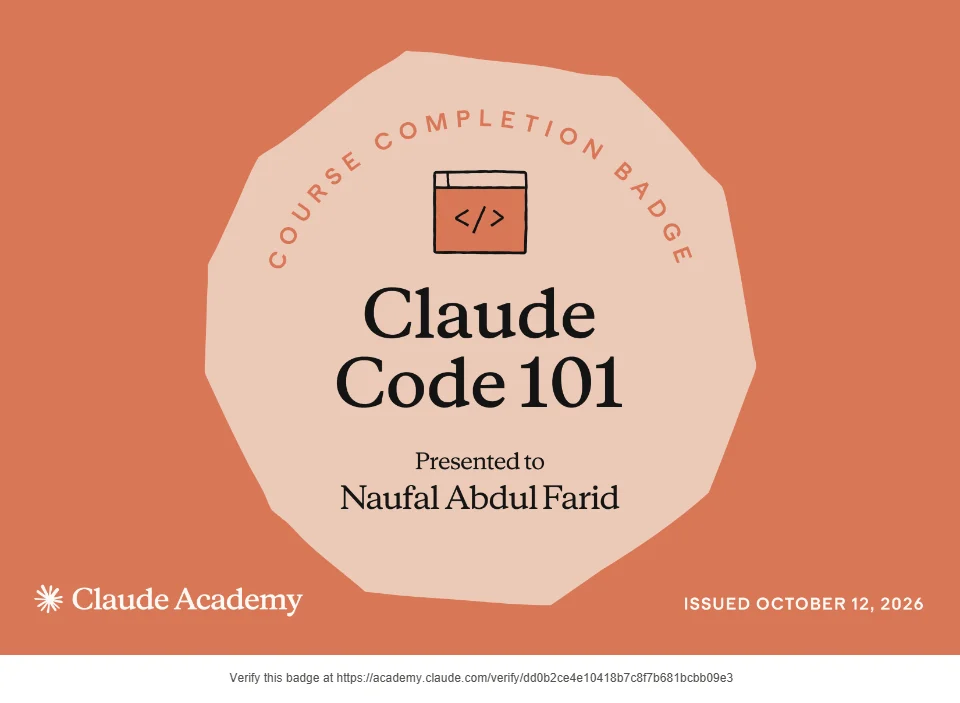 COURSE COMPLETION BADGE
</>
Claude
Code 101
Presented to
Naufal Abdul Farid
Claude Academy
ISSUED OCTOBER 12, 2026
Verify this badge at https://academy.claude.com/verify/dd0b2ce4e10418b7c8f7b681bcbb09e3